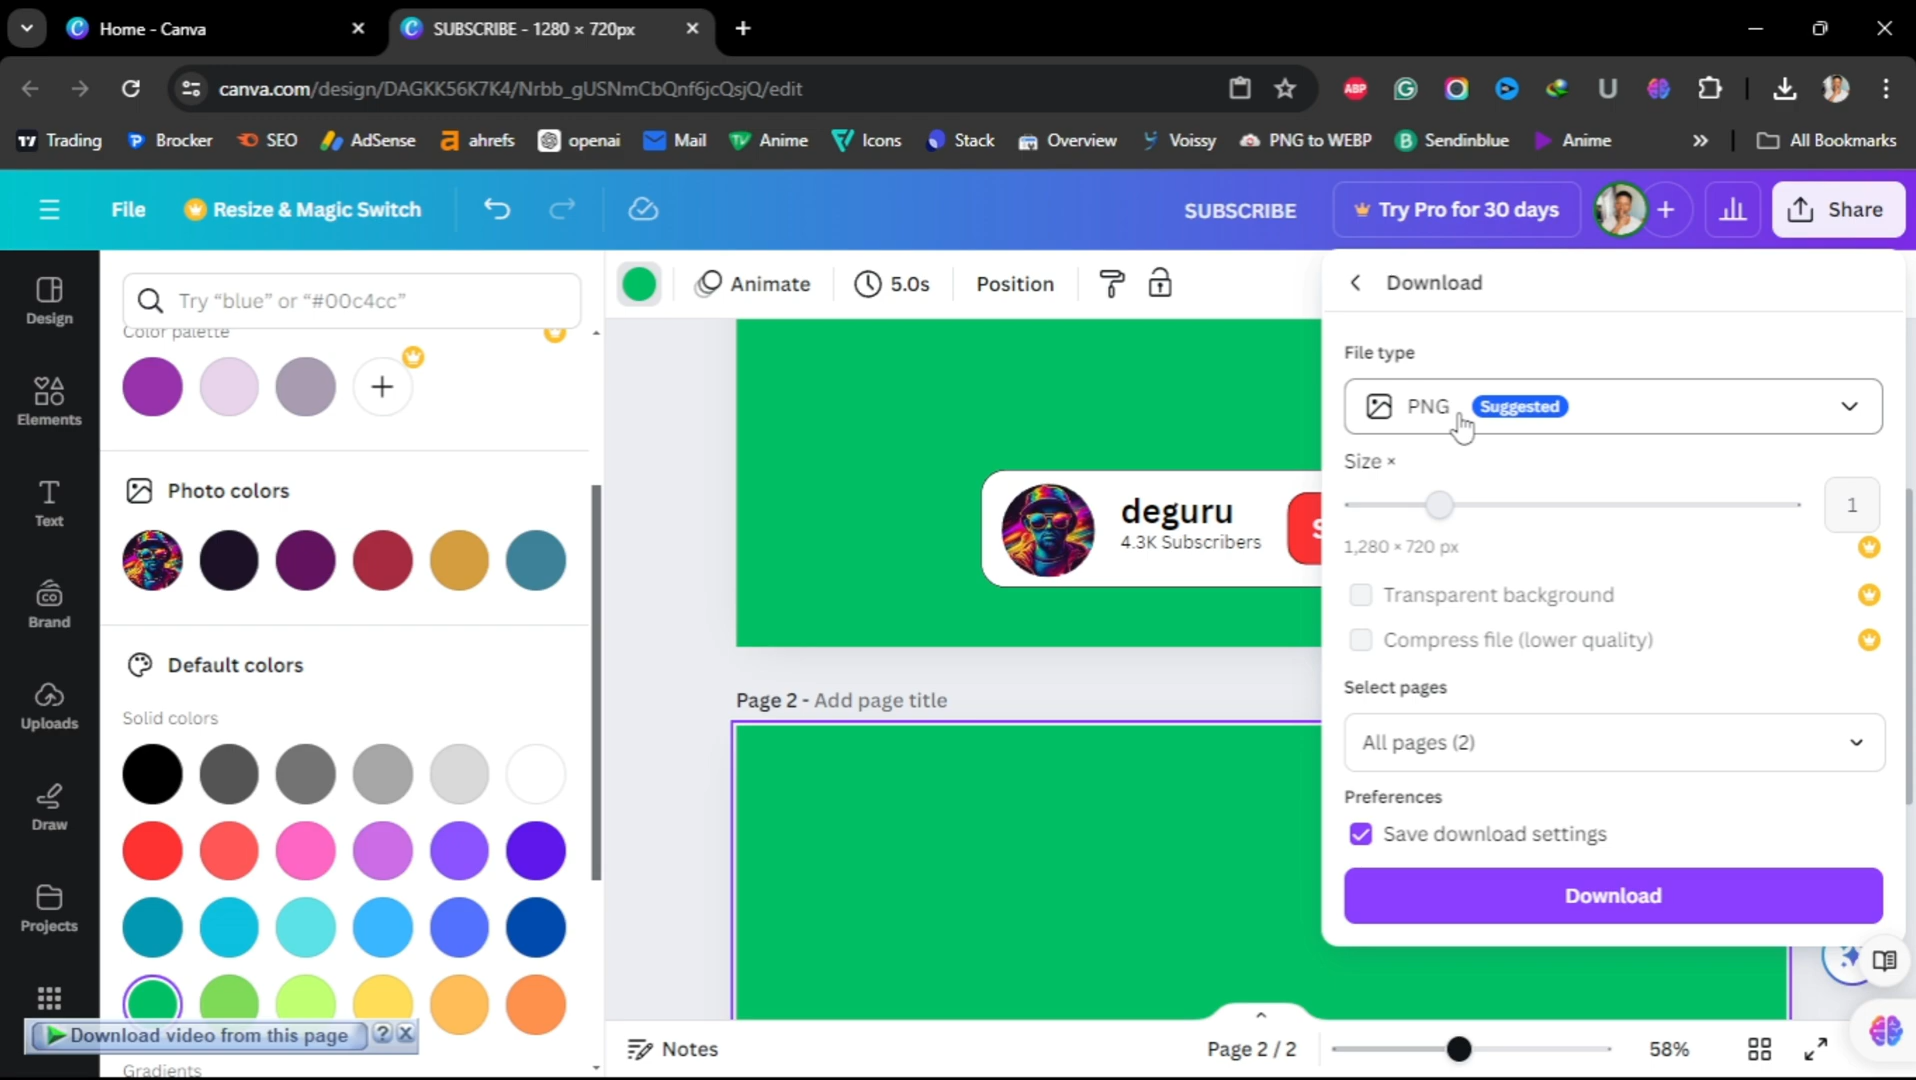 Home - Canva
SUBSCRIBE - 1280 × 720px
canva.com/design/DAGKK56K7K4/Nrbb_gUSNmCbQnf6jcQsjQ/edit
ABP
Trading
Brocker
SEO
AdSense
ahrefs
openai
Mail
Anime
Icons
Stack
Overview
Voissy
PNG to WEBP
Sendinblue
Anime
All Bookmarks
File
Resize & Magic Switch
SUBSCRIBE
Try Pro for 30 days
Share
Design
Elements
Text
Brand
Uploads
Draw
Projects
Try “blue” or “#00c4cc”
Color palette
Photo colors
Default colors
Solid colors
Gradients
Download video from this page
Animate
5.0s
Position
deguru
4.3K Subscribers
S
Page 2 - Add page title
Download
File type
PNG Suggested
Size ×
1
1,280 × 720 px
Transparent background
Compress file (lower quality)
Select pages
All pages (2)
Preferences
Save download settings
Download
Notes
Page 2 / 2
58%